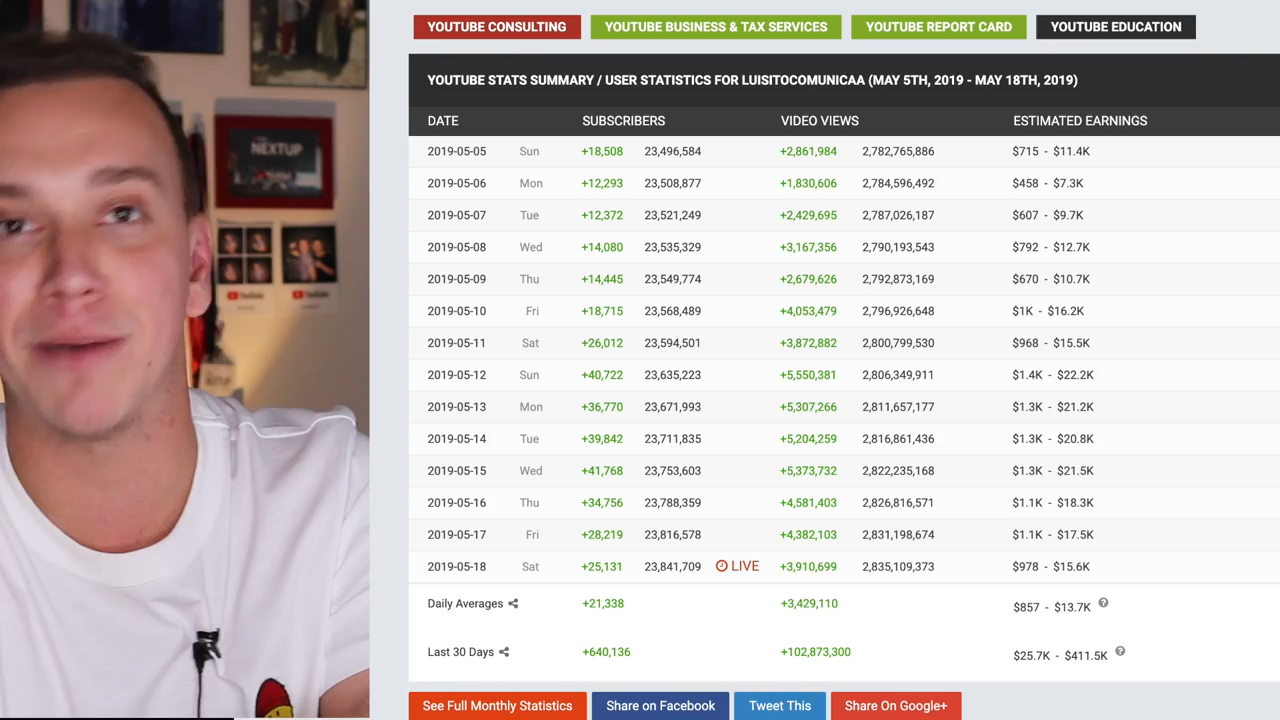 YOUTUBE CONSULTING YOUTUBE BUSINESS & TAX SERVICES YOUTUBE REPORT CARD YOUTUBE EDUCATION
YOUTUBE STATS SUMMARY / USER STATISTICS FOR LUISITOCOMUNICAA (MAY 5TH, 2019 - MAY 18TH, 2019)
DATE SUBSCRIBERS VIDEO VIEWS ESTIMATED EARNINGS
2019-05-05 Sun +18,508 23,496,584 +2,861,984 2,782,765,886 $715 - $11.4K
2019-05-06 Mon +12,293 23,508,877 +1,830,606 2,784,596,492 $458 - $7.3K
2019-05-07 Tue +12,372 23,521,249 +2,429,695 2,787,026,187 $607 - $9.7K
2019-05-08 Wed +14,080 23,535,329 +3,167,356 2,790,193,543 $792 - $12.7K
2019-05-09 Thu +14,445 23,549,774 +2,679,626 2,792,873,169 $670 - $10.7K
2019-05-10 Fri +18,715 23,568,489 +4,053,479 2,796,926,648 $1K - $16.2K
2019-05-11 Sat +26,012 23,594,501 +3,872,882 2,800,799,530 $968 - $15.5K
2019-05-12 Sun +40,722 23,635,223 +5,550,381 2,806,349,911 $1.4K - $22.2K
2019-05-13 Mon +36,770 23,671,993 +5,307,266 2,811,657,177 $1.3K - $21.2K
2019-05-14 Tue +39,842 23,711,835 +5,204,259 2,816,861,436 $1.3K - $20.8K
2019-05-15 Wed +41,768 23,753,603 +5,373,732 2,822,235,168 $1.3K - $21.5K
2019-05-16 Thu +34,756 23,788,359 +4,581,403 2,826,816,571 $1.1K - $18.3K
2019-05-17 Fri +28,219 23,816,578 +4,382,103 2,831,198,674 $1.1K - $17.5K
2019-05-18 Sat +25,131 23,841,709 LIVE +3,910,699 2,835,109,373 $978 - $15.6K
Daily Averages +21,338 +3,429,110 $857 - $13.7K
Last 30 Days +640,136 +102,873,300 $25.7K - $411.5K
See Full Monthly Statistics Share on Facebook Tweet This Share On Google+
NEXTUP
YouTube YouTube